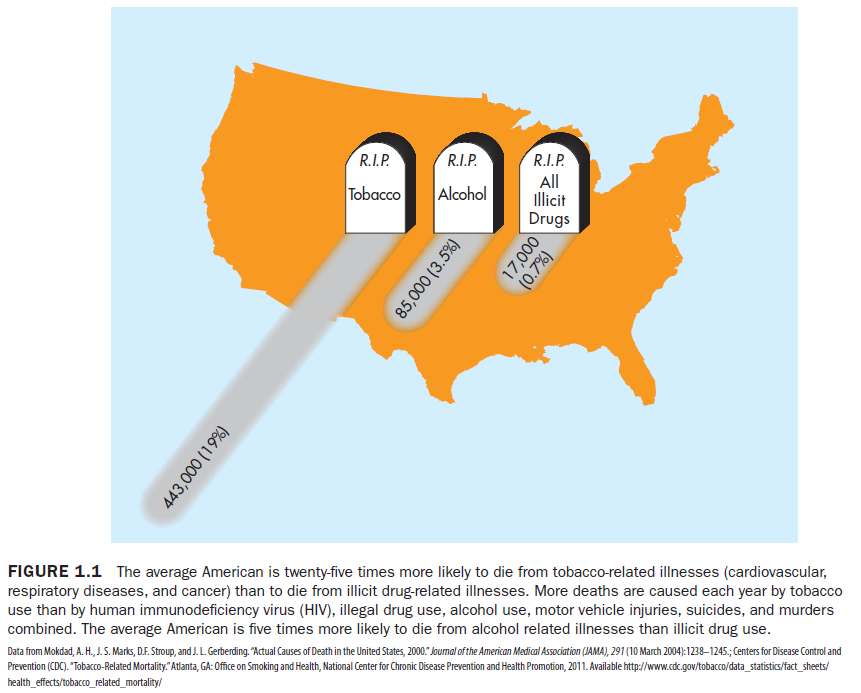 R.I.P.
Tobacco
R.I.P.
Alcohol
R.I.P.
All
Illicit
Drugs
443,000 (19%)
85,000 (3.5%)
17,000
(0.7%)
FIGURE 1.1 The average American is twenty-five times more likely to die from tobacco-related illnesses (cardiovascular,
respiratory diseases, and cancer) than to die from illicit drug-related illnesses. More deaths are caused each year by tobacco
use than by human immunodeficiency virus (HIV), illegal drug use, alcohol use, motor vehicle injuries, suicides, and murders
combined. The average American is five times more likely to die from alcohol related illnesses than illicit drug use.
Data from Mokdad, A. H., J. S. Marks, D.F. Stroup, and J. L. Gerberding. "Actual Causes of Death in the United States, 2000." Journal of the American Medical Association (JAMA), 291 (10 March 2004):1238–1245.; Centers for Disease Control and
Prevention (CDC). "Tobacco-Related Mortality." Atlanta, GA: Office on Smoking and Health, National Center for Chronic Disease Prevention and Health Promotion, 2011. Available http://www.cdc.gov/tobacco/data_statistics/fact_sheets/
health_effects/tobacco_related_mortality/